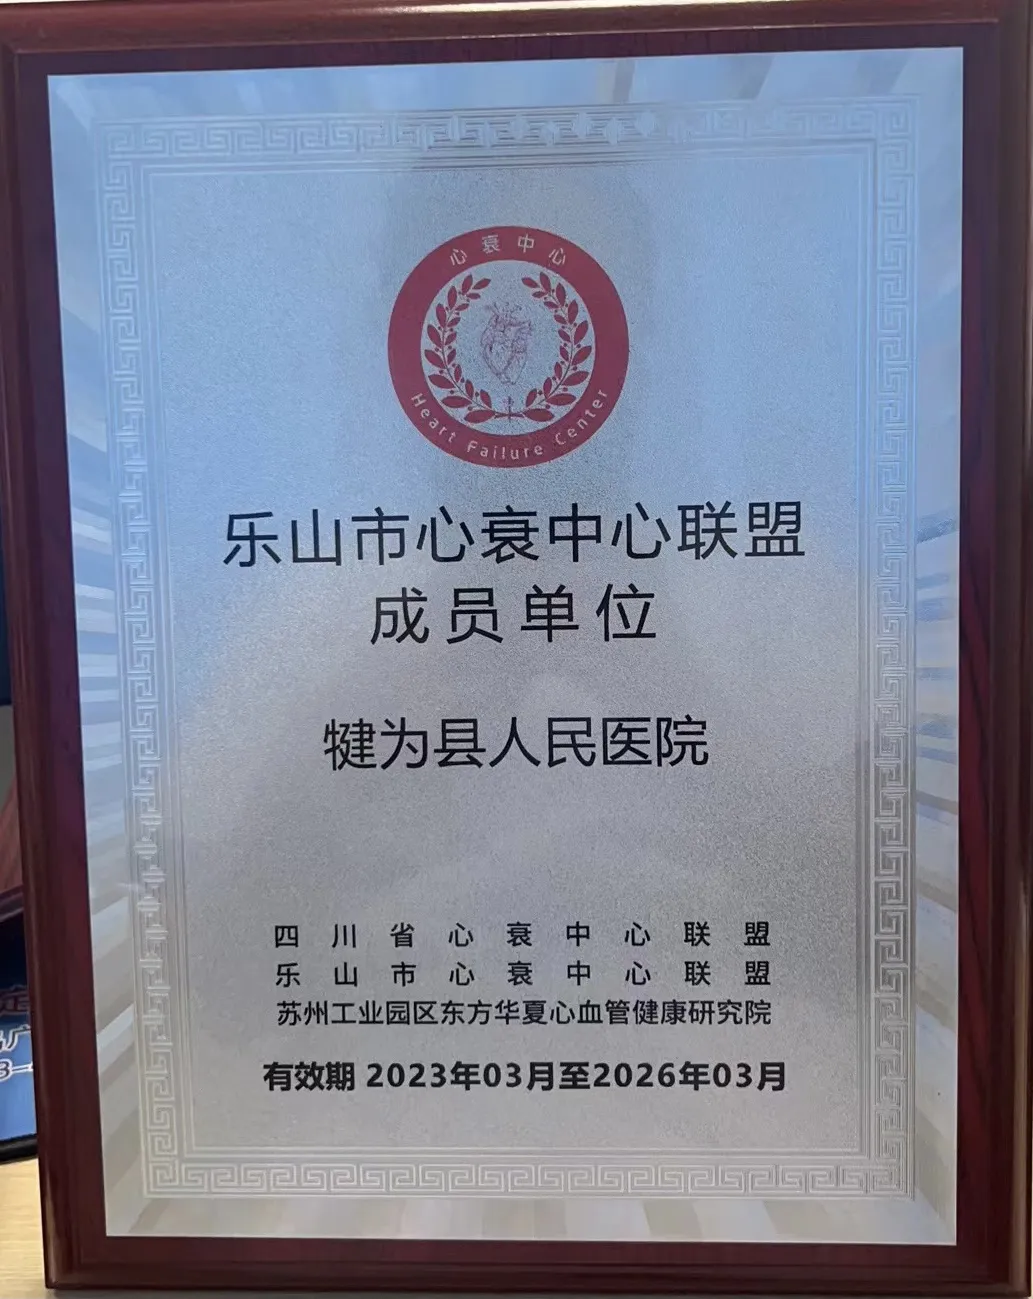 心衰中心
Heart Failure Center
乐山市心衰中心联盟
成员单位
犍为县人民医院
四川省心衰中心联盟
乐山市心衰中心联盟
苏州工业园区东方华夏心血管健康研究院
有效期 2023年03月至2026年03月